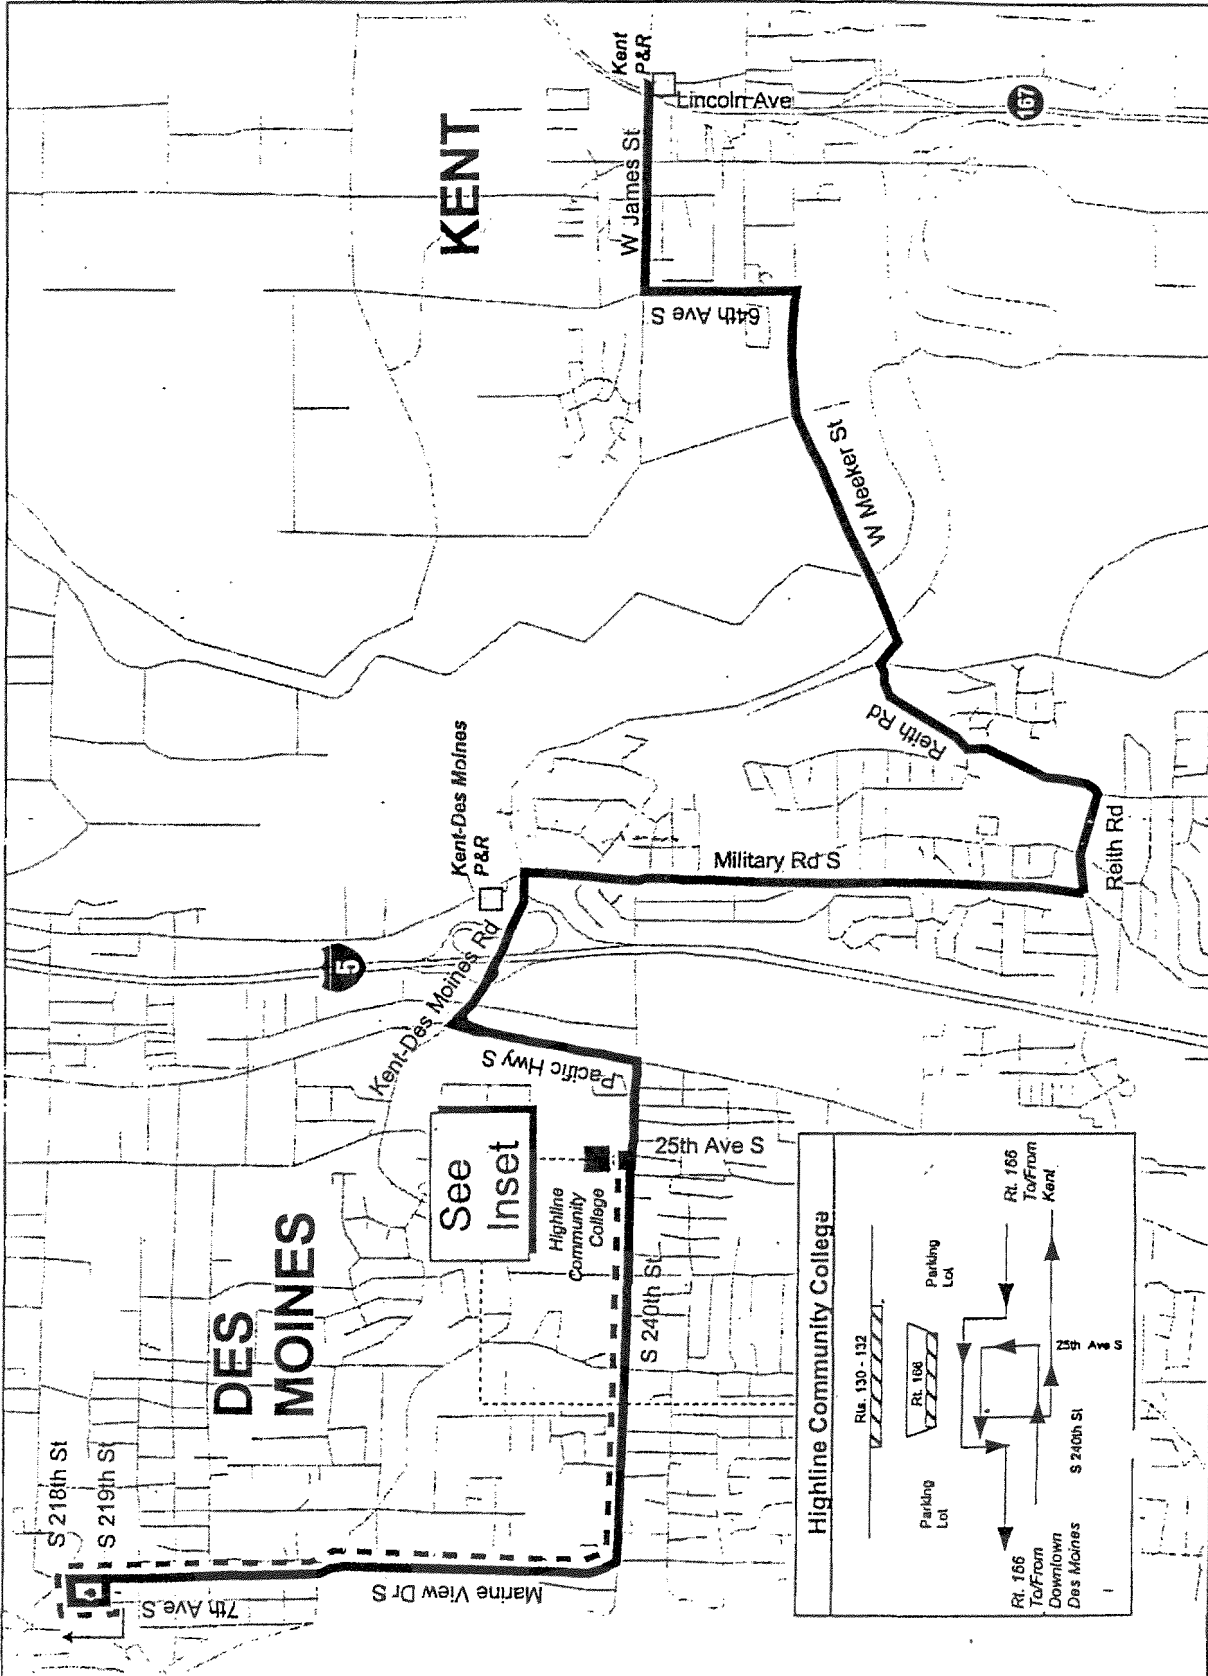 Kent
P&R
Lincoln Ave
167
KENT
W James St
64th Ave S
W Meeker St
Reith Rd
Reith Rd
Military Rd S
Kent-Des Moines
P&R
5
Kent-Des Moines Rd
Pacific Hwy S
See
Inset
25th Ave S
Highline
Community
College
DES
MOINES
S 240th St
S 218th St
S 219th St
7th Ave S
Marine View Dr S
Highline Community College
Rts. 130 - 132
Parking
Lot
Rt. 166
Parking
Lot
Rt. 166
To/From
Kent
25th Ave S
S 240th St
Rt. 166
To/From
Downtown
Des Moines